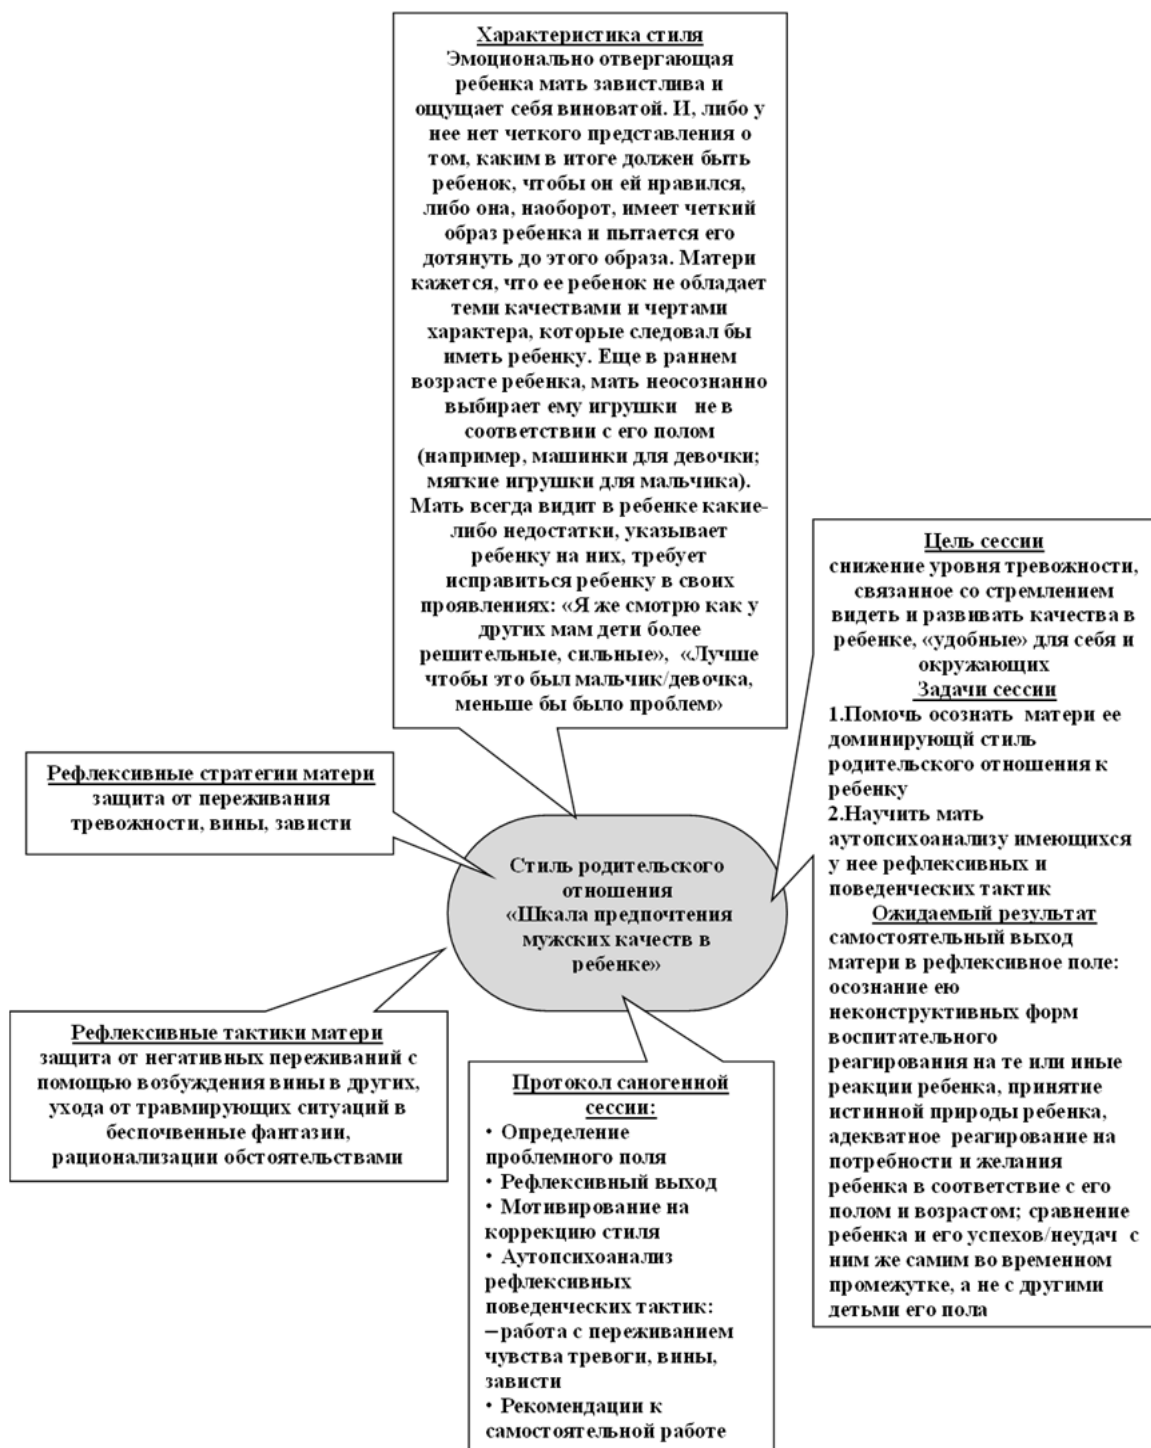 Характеристика стиля
Эмоционально отвергающая
ребенка мать завистлива и
ощущает себя виноватой. И, либо у
нее нет четкого представления о
том, каким в итоге должен быть
ребенок, чтобы он ей нравился,
либо она, наоборот, имеет четкий
образ ребенка и пытается его
дотянуть до этого образа. Матери
кажется, что ее ребенок не обладает
теми качествами и чертами
характера, которые следовал бы
иметь ребенку. Еще в раннем
возрасте ребенка, мать неосознанно
выбирает ему игрушки не в
соответствии с его полом
(например, машинки для девочки;
мягкие игрушки для мальчика).
Мать всегда видит в ребенке какие-
либо недостатки, указывает
ребенку на них, требует
исправиться ребенку в своих
проявлениях: «Я же смотрю как у
других мам дети более
решительные, сильные», «Лучше
чтобы это был мальчик/девочка,
меньше бы было проблем»
Рефлексивные стратегии матери
защита от переживания
тревожности, вины, зависти
Стиль родительского
отношения
«Шкала предпочтения
мужских качеств в
ребенке»
Рефлексивные тактики матери
защита от негативных переживаний с
помощью возбуждения вины в других,
ухода от травмирующих ситуаций в
беспочвенные фантазии,
рационализации обстоятельствами
Протокол саногенной
сессии:
• Определение
проблемного поля
• Рефлексивный выход
• Мотивирование на
коррекцию стиля
• Аутопсихоанализ
рефлексивных
поведенческих тактик:
–работа с переживанием
чувства тревоги, вины,
зависти
• Рекомендации к
самостоятельной работе
Цель сессии
снижение уровня тревожности,
связанное со стремлением
видеть и развивать качества в
ребенке, «удобные» для себя и
окружающих
Задачи сессии
1.Помочь осознать матери ее
доминирующй стиль
родительского отношения к
ребенку
2.Научить мать
аутопсихоанализу имеющихся
у нее рефлексивных и
поведенческих тактик
Ожидаемый результат
самостоятельный выход
матери в рефлексивное поле:
осознание ею
неконструктивных форм
воспитательного
реагирования на те или иные
реакции ребенка, принятие
истинной природы ребенка,
адекватное реагирование на
потребности и желания
ребенка в соответствие с его
полом и возрастом; сравнение
ребенка и его успехов/неудач с
ним же самим во временном
промежутке, а не с другими
детьми его пола